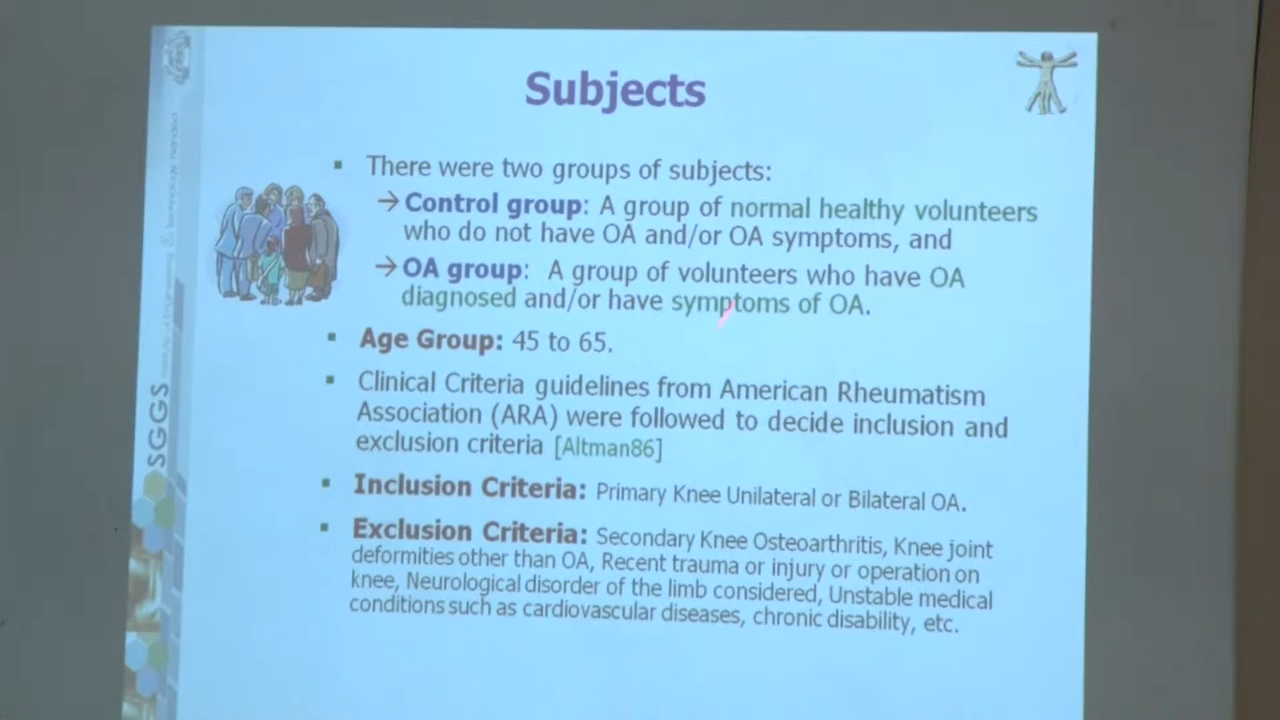 Subjects
▪ There were two groups of subjects:
→ Control group: A group of normal healthy volunteers
who do not have OA and/or OA symptoms, and
→ OA group: A group of volunteers who have OA
diagnosed and/or have symptoms of OA.
▪ Age Group: 45 to 65.
▪ Clinical Criteria guidelines from American Rheumatism
Association (ARA) were followed to decide inclusion and
exclusion criteria [Altman86]
▪ Inclusion Criteria: Primary Knee Unilateral or Bilateral OA.
▪ Exclusion Criteria: Secondary Knee Osteoarthritis, Knee joint
deformities other than OA, Recent trauma or injury or operation on
knee, Neurological disorder of the limb considered, Unstable medical
conditions such as cardiovascular diseases, chronic disability, etc.
SGGS